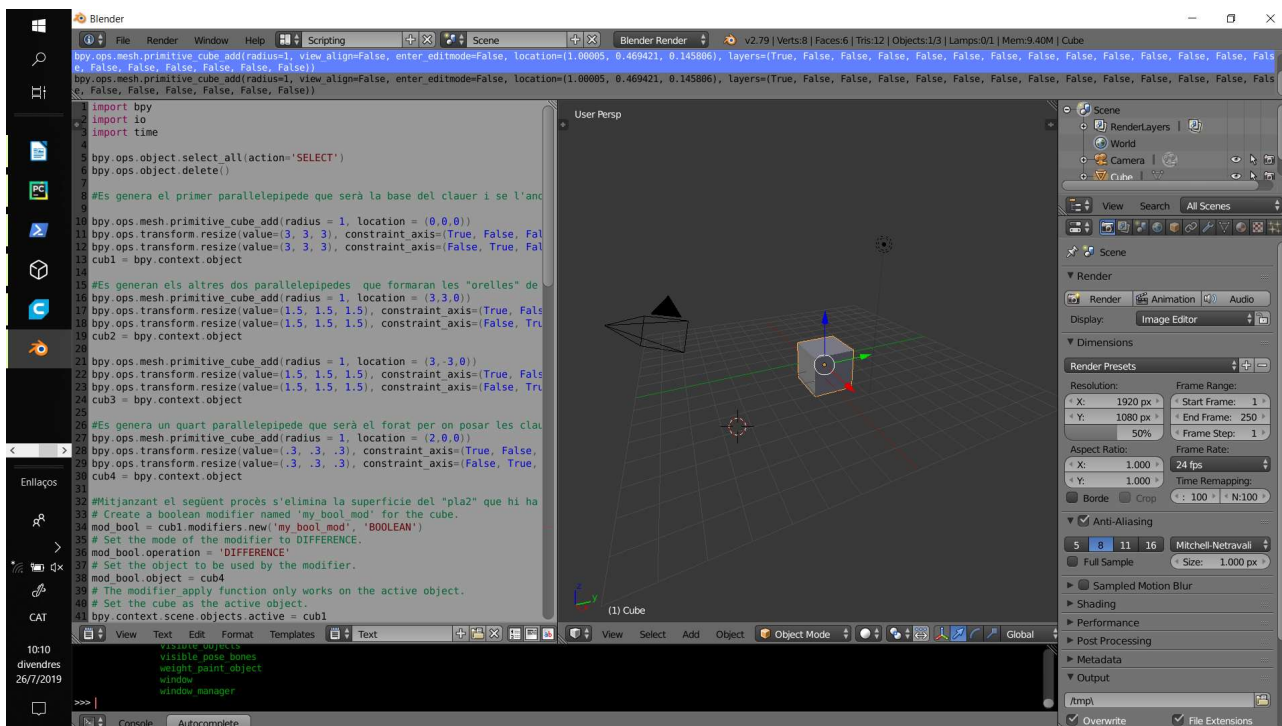 Blender
File Render Window Help Scripting Scene Blender Render v2.79 | Verts:8 | Faces:6 | Tris:12 | Objects:1/3 | Lamps:0/1 | Mem:9.40M | Cube
bpy.ops.mesh.primitive_cube_add(radius=1, view_align=False, enter_editmode=False, location=(1.00005, 0.469421, 0.145806), layers=(True, False, False, False, False, False, False, False, False, False, False, False, Fals
e, False, False, False, False, False, False))
bpy.ops.mesh.primitive_cube_add(radius=1, view_align=False, enter_editmode=False, location=(1.00005, 0.469421, 0.145806), layers=(True, False, False, False, False, False, False, False, False, False, False, False, Fals
e, False, False, False, False, False, False))
1 import bpy
2 import io
3 import time
4
5 bpy.ops.object.select_all(action='SELECT')
6 bpy.ops.object.delete()
7
8 #Es genera el primer parallelepipede que serà la base del clauer i se l'anc
9
10 bpy.ops.mesh.primitive_cube_add(radius = 1, location = (0,0,0))
11 bpy.ops.transform.resize(value=(3, 3, 3), constraint_axis=(True, False, Fal
12 bpy.ops.transform.resize(value=(3, 3, 3), constraint_axis=(False, True, Fal
13 cub1 = bpy.context.object
14
15 #Es generan els altres dos parallelepipedes que formaran les "orelles" de
16 bpy.ops.mesh.primitive_cube_add(radius = 1, location = (3,3,0))
17 bpy.ops.transform.resize(value=(1.5, 1.5, 1.5), constraint_axis=(True, Fals
18 bpy.ops.transform.resize(value=(1.5, 1.5, 1.5), constraint_axis=(False, Tru
19 cub2 = bpy.context.object
20
21 bpy.ops.mesh.primitive_cube_add(radius = 1, location = (3,-3,0))
22 bpy.ops.transform.resize(value=(1.5, 1.5, 1.5), constraint_axis=(True, Fals
23 bpy.ops.transform.resize(value=(1.5, 1.5, 1.5), constraint_axis=(False, Tru
24 cub3 = bpy.context.object
25
26 #Es genera un quart parallelepipede que serà el forat per on posar les clau
27 bpy.ops.mesh.primitive_cube_add(radius = 1, location = (2,0,0))
28 bpy.ops.transform.resize(value=(.3, .3, .3), constraint_axis=(True, False,
29 bpy.ops.transform.resize(value=(.3, .3, .3), constraint_axis=(False, True,
30 cub4 = bpy.context.object
31
32 #Mitjanzant el següent procès s'elimina la superficie del "pla2" que hi ha
33 # Create a boolean modifier named 'my_bool_mod' for the cube.
34 mod_bool = cub1.modifiers.new('my_bool_mod', 'BOOLEAN')
35 # Set the mode of the modifier to DIFFERENCE.
36 mod_bool.operation = 'DIFFERENCE'
37 # Set the object to be used by the modifier.
38 mod_bool.object = cub4
39 # The modifier_apply function only works on the active object.
40 # Set the cube as the active object.
41 bpy.context.scene.objects.active = cub1
View Text Edit Format Templates Text
visible_objects
visible_pose_bones
weight_paint_object
window
window_manager
>>>
Console Autocomplete
User Persp
z
y
(1) Cube
View Select Add Object Object Mode Global
Scene
RenderLayers |
World
Camera |
Cube |
View Search All Scenes
Scene
Render
Render Animation Audio
Display: Image Editor
Dimensions
Render Presets
Resolution: Frame Range:
X: 1920 px Start Frame: 1
Y: 1080 px End Frame: 250
50% Frame Step: 1
Aspect Ratio: Frame Rate:
X: 1.000 24 fps
Y: 1.000 Time Remapping:
Borde Crop : 100 N:100
Anti-Aliasing
5 8 11 16 Mitchell-Netravali
Full Sample Size: 1.000 px
Sampled Motion Blur
Shading
Performance
Post Processing
Metadata
Output
/tmp\
Overwrite File Extensions
PC
Enllaços
CAT
10:10
divendres
26/7/2019